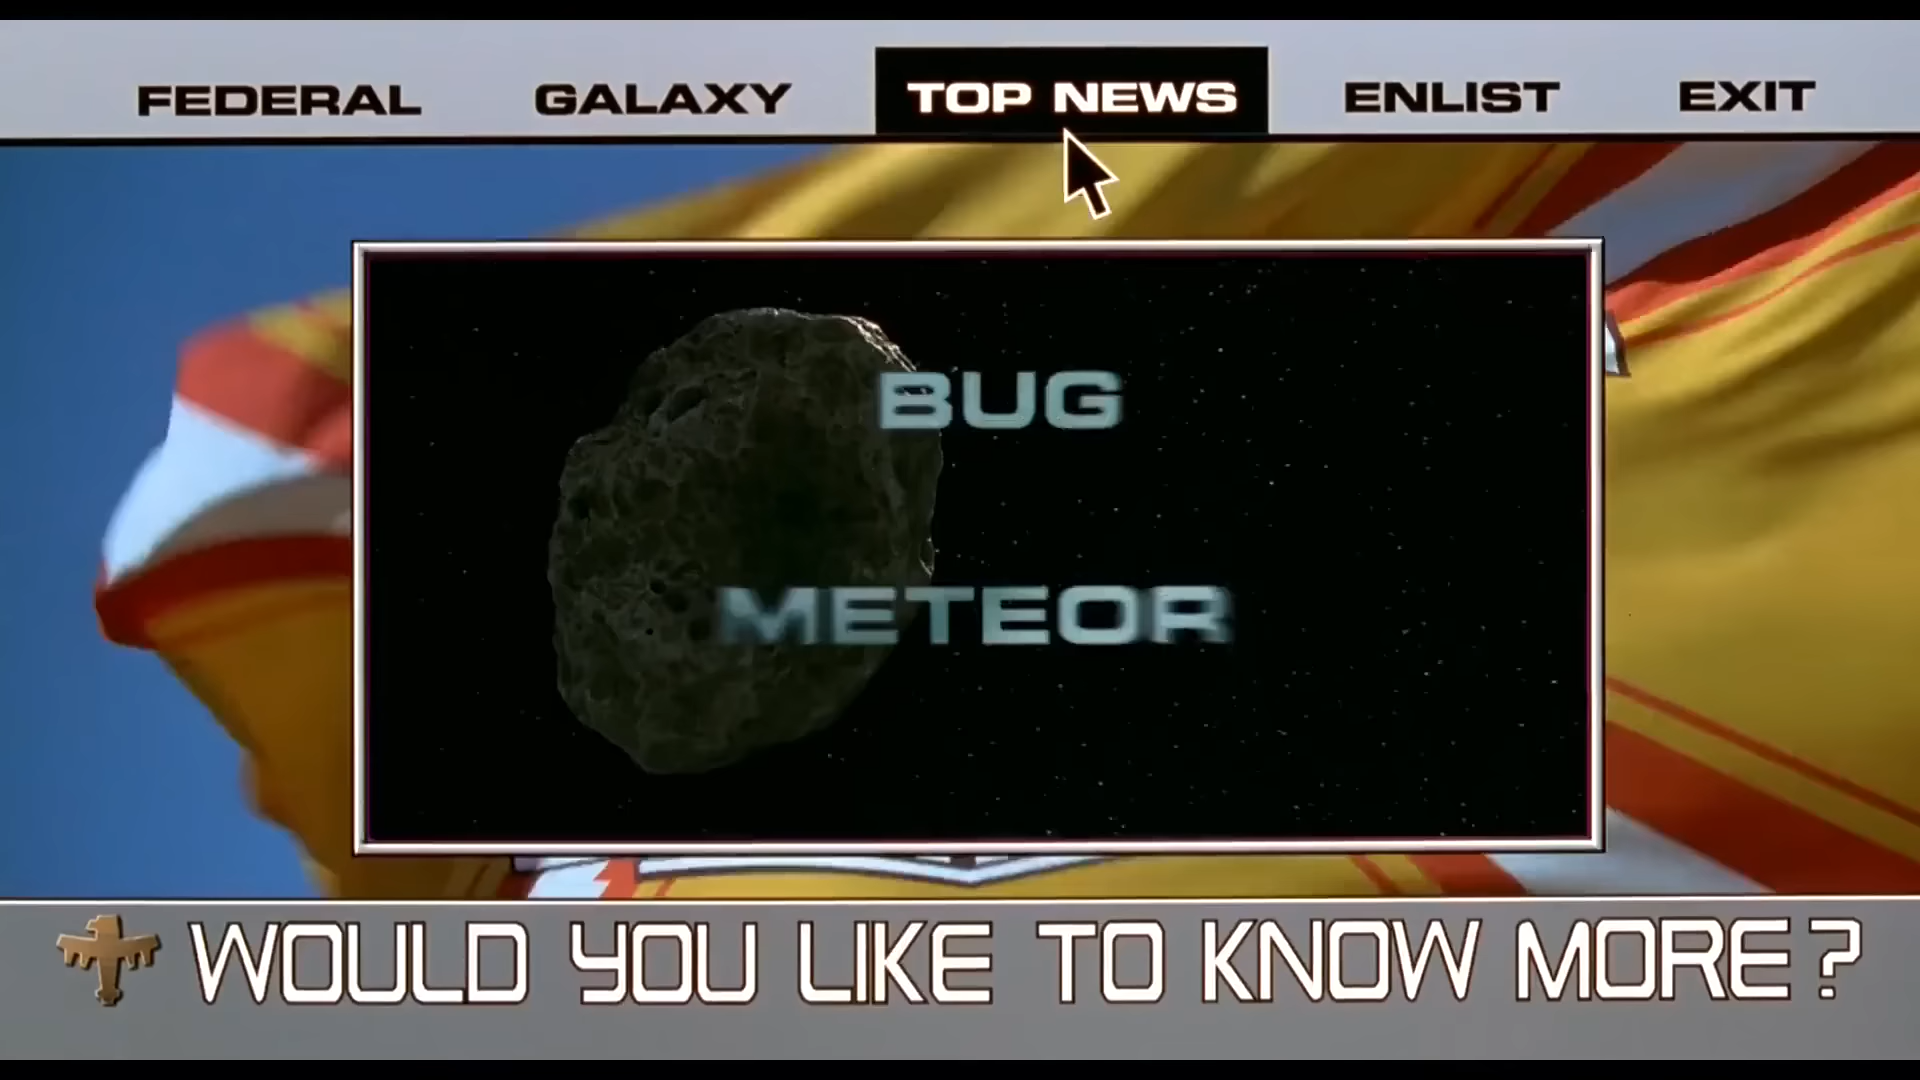 FEDERAL GALAXY TOP NEWS ENLIST EXIT
BUG
METEOR
WOULD YOU LIKE TO KNOW MORE?